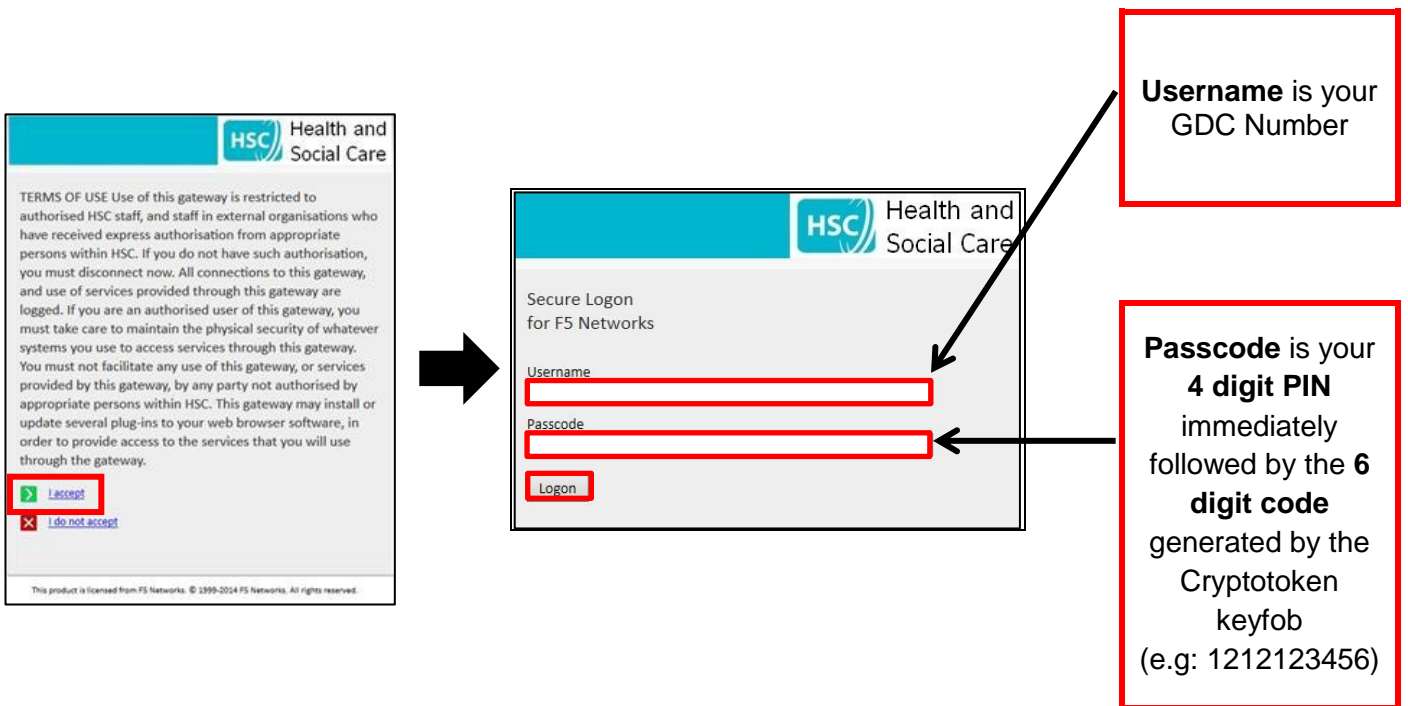 HSC Health and
Social Care
TERMS OF USE Use of this gateway is restricted to
authorised HSC staff, and staff in external organisations who
have received express authorisation from appropriate
persons within HSC. If you do not have such authorisation,
you must disconnect now. All connections to this gateway,
and use of services provided through this gateway are
logged. If you are an authorised user of this gateway, you
must take care to maintain the physical security of whatever
systems you use to access services through this gateway.
You must not facilitate any use of this gateway, or services
provided by this gateway, by any party not authorised by
appropriate persons within HSC. This gateway may install or
update several plug-ins to your web browser software, in
order to provide access to the services that you will use
through the gateway.
I accept
I do not accept
This product is licensed from F5 Networks. © 1999-2014 F5 Networks. All rights reserved.
HSC Health and
Social Care
Secure Logon
for F5 Networks
Username
Passcode
Logon
Username is your
GDC Number
Passcode is your
4 digit PIN
immediately
followed by the 6
digit code
generated by the
Cryptotoken
keyfob
(e.g: 1212123456)